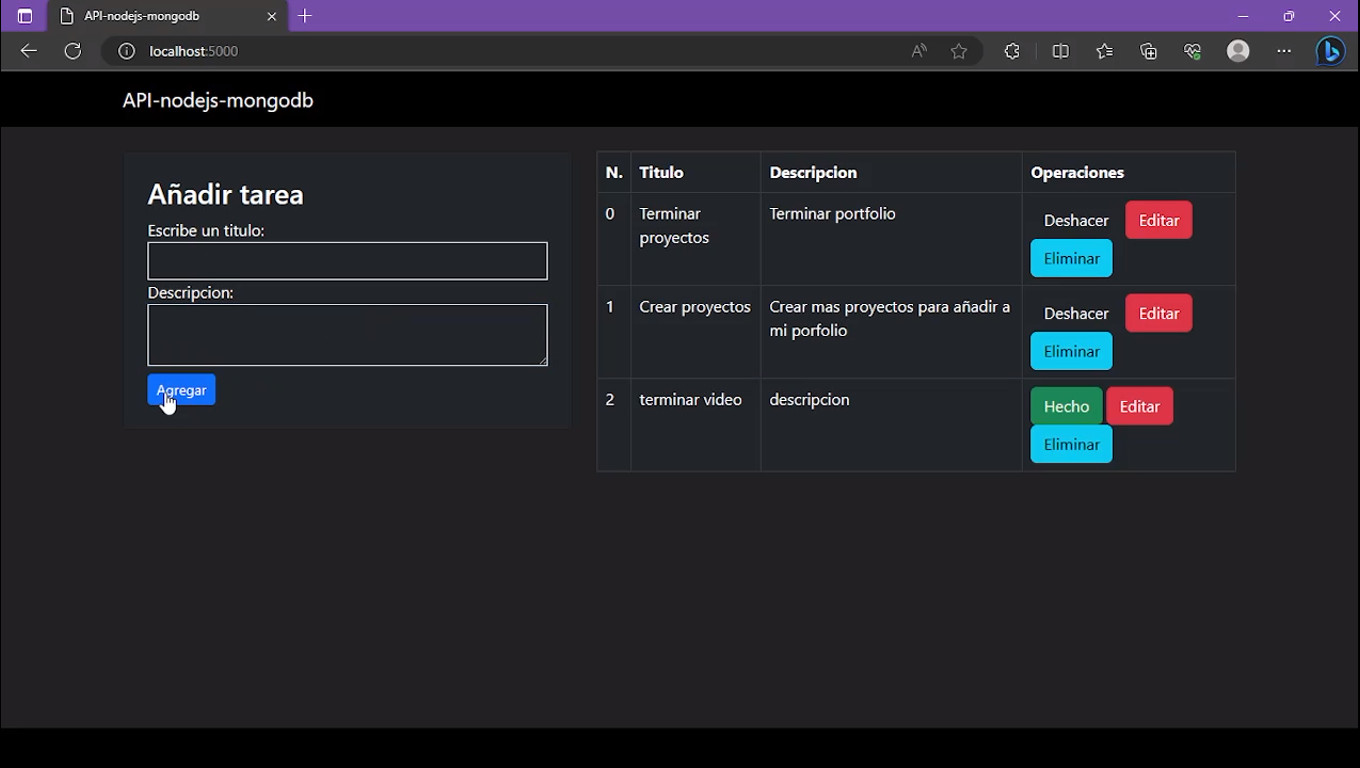 API-nodejs-mongodb
localhost:5000
API-nodejs-mongodb
Añadir tarea
Escribe un titulo:
Descripcion:
Agregar
N. Titulo Descripcion Operaciones
0 Terminar Terminar portfolio Deshacer Editar
proyectos
Eliminar
1 Crear proyectos Crear mas proyectos para añadir a Deshacer Editar
mi porfolio
Eliminar
2 terminar video descripcion Hecho Editar
Eliminar